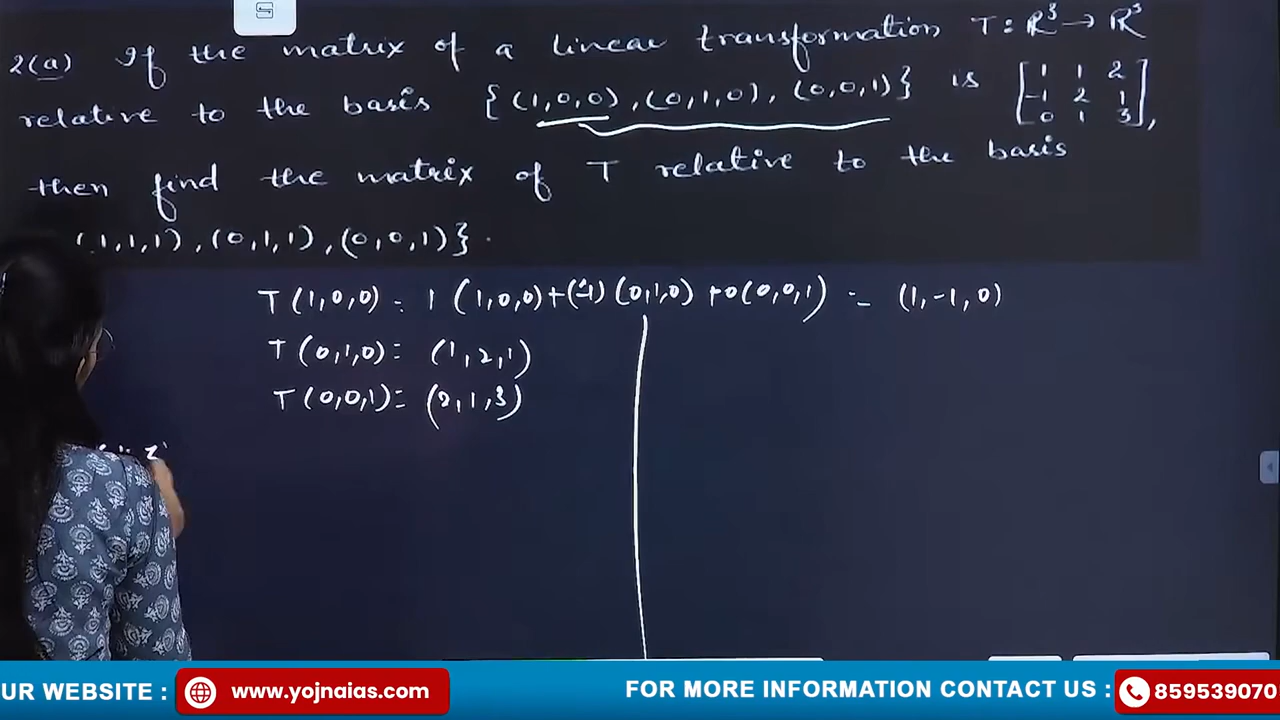 2(a) If the matrix of a linear transformation T: ℝ³ → ℝ³
relative to the basis {(1,0,0), (0,1,0), (0,0,1)} is [1 1 2
-1 2 1
0 1 3],
then find the matrix of T relative to the basis
(1,1,1), (0,1,1), (0,0,1)}.
T(1,0,0) = 1(1,0,0)+(-1)(0,1,0)+0(0,0,1) = (1,-1,0)
T(0,1,0) = (1,2,1)
T(0,0,1) = (2,1,3)
UR WEBSITE : www.yojnaias.com
FOR MORE INFORMATION CONTACT US : 859539070